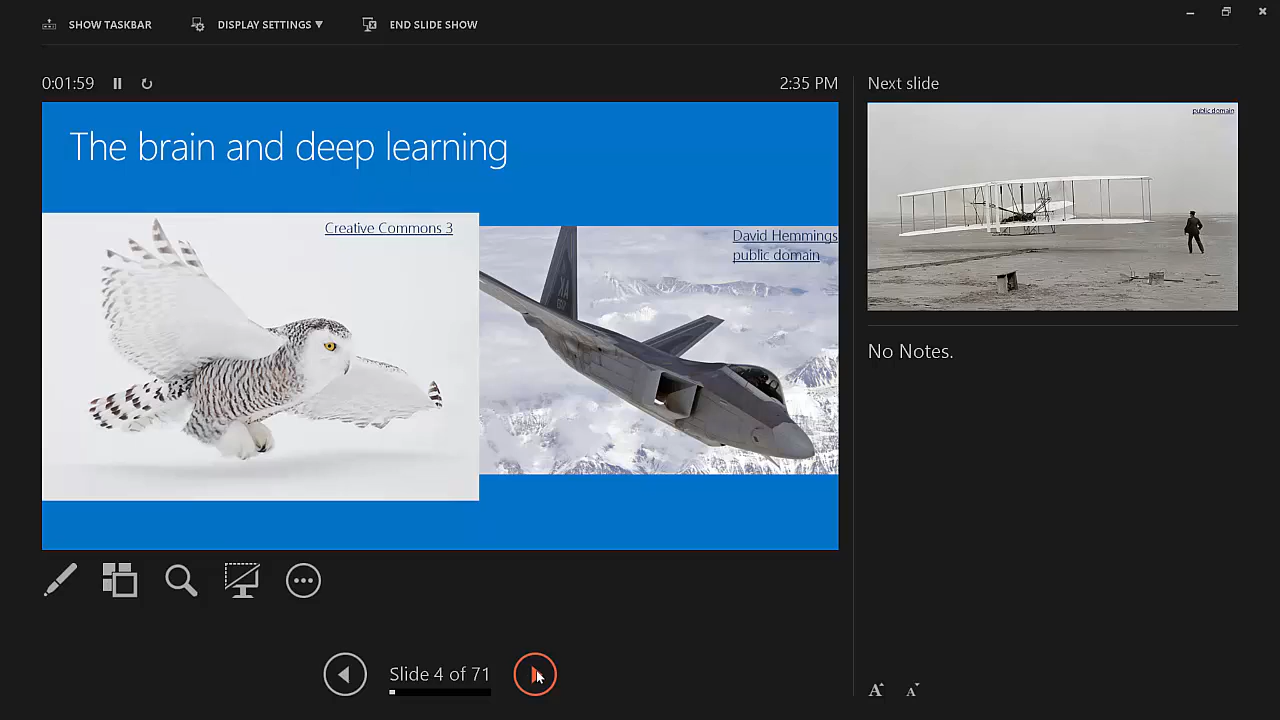 SHOW TASKBAR
DISPLAY SETTINGS ▼
END SLIDE SHOW
0:01:59
2:35 PM
The brain and deep learning
Creative Commons 3
David Hemmings
public domain
Next slide
public domain
No Notes.
Slide 4 of 71
A
A